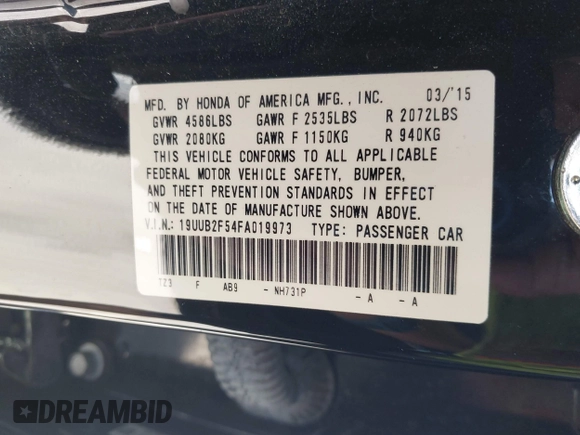 MFD. BY HONDA OF AMERICA MFG., INC. 03/'15
GVWR 4586LBS GAWR F 2535LBS R 2072LBS
GVWR 2080KG GAWR F 1150KG R 940KG
THIS VEHICLE CONFORMS TO ALL APPLICABLE
FEDERAL MOTOR VEHICLE SAFETY, BUMPER,
AND THEFT PREVENTION STANDARDS IN EFFECT
ON THE DATE OF MANUFACTURE SHOWN ABOVE.
V.I.N.: 19UUB2F54FA019973 TYPE: PASSENGER CAR
TZ3 F AB9 - NH731P - A - A
DREAMBID